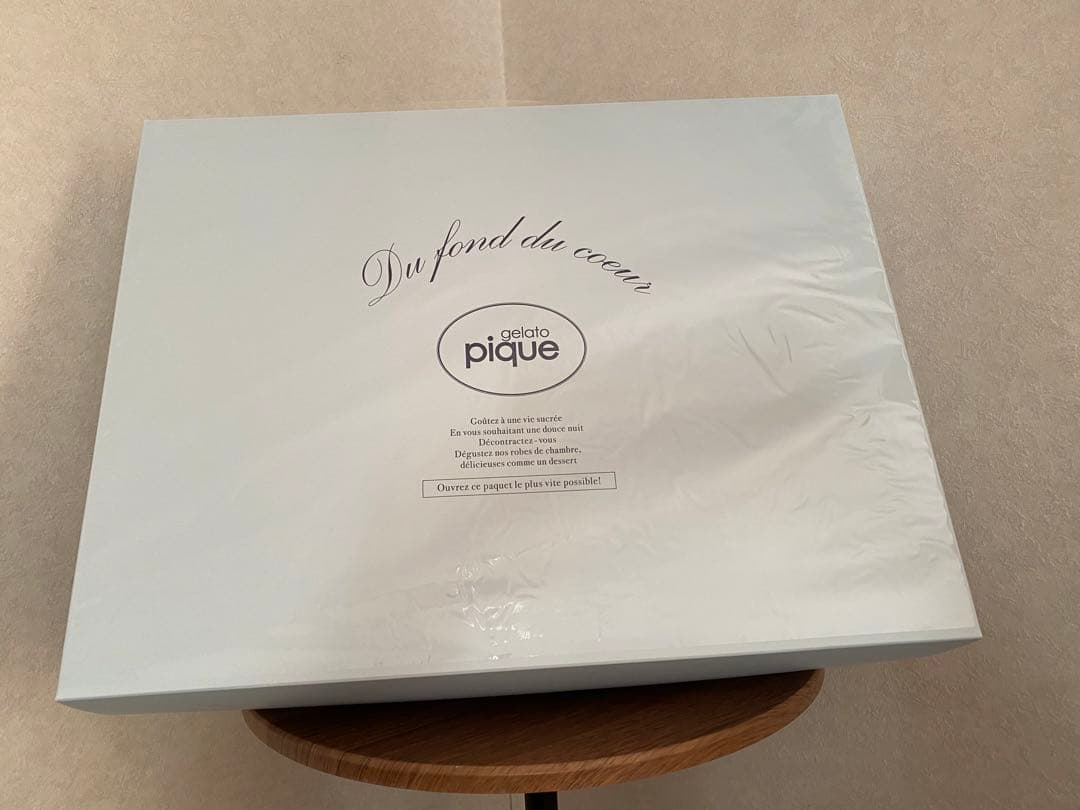 Du fond du coeur
gelato
pique
Goûtez à une vie sucrée
En vous souhaitant une douce nuit
Décontractez-vous
Dégustez nos robes de chambre,
délicieuses comme un dessert
Ouvrez ce paquet le plus vite possible!